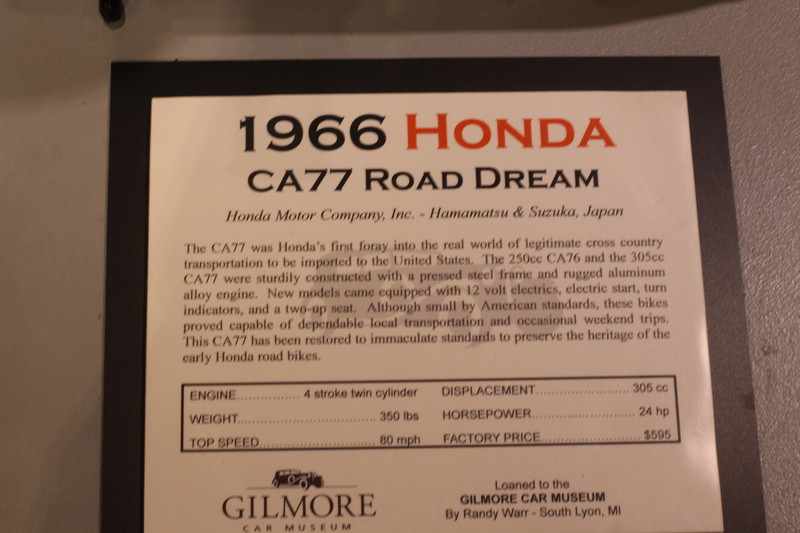 1966 HONDA
CA77 ROAD DREAM
Honda Motor Company, Inc. - Hamamatsu & Suzuka, Japan
The CA77 was Honda's first foray into the real world of legitimate cross country
transportation to be imported to the United States. The 250cc CA76 and the 305cc
CA77 were sturdily constructed with a pressed steel frame and rugged aluminum
alloy engine. New models came equipped with 12 volt electrics, electric start, turn
indicators, and a two-up seat. Although small by American standards, these bikes
proved capable of dependable local transportation and occasional weekend trips.
This CA77 has been restored to immaculate standards to preserve the heritage of the
early Honda road bikes.
ENGINE................ 4 stroke twin cylinder DISPLACEMENT........................ 305 cc
WEIGHT................................... 350 lbs HORSEPOWER.......................... 24 hp
TOP SPEED............................. 80 mph FACTORY PRICE.......................... $595
GILMORE
CAR MUSEUM
Loaned to the
GILMORE CAR MUSEUM
By Randy Warr - South Lyon, MI